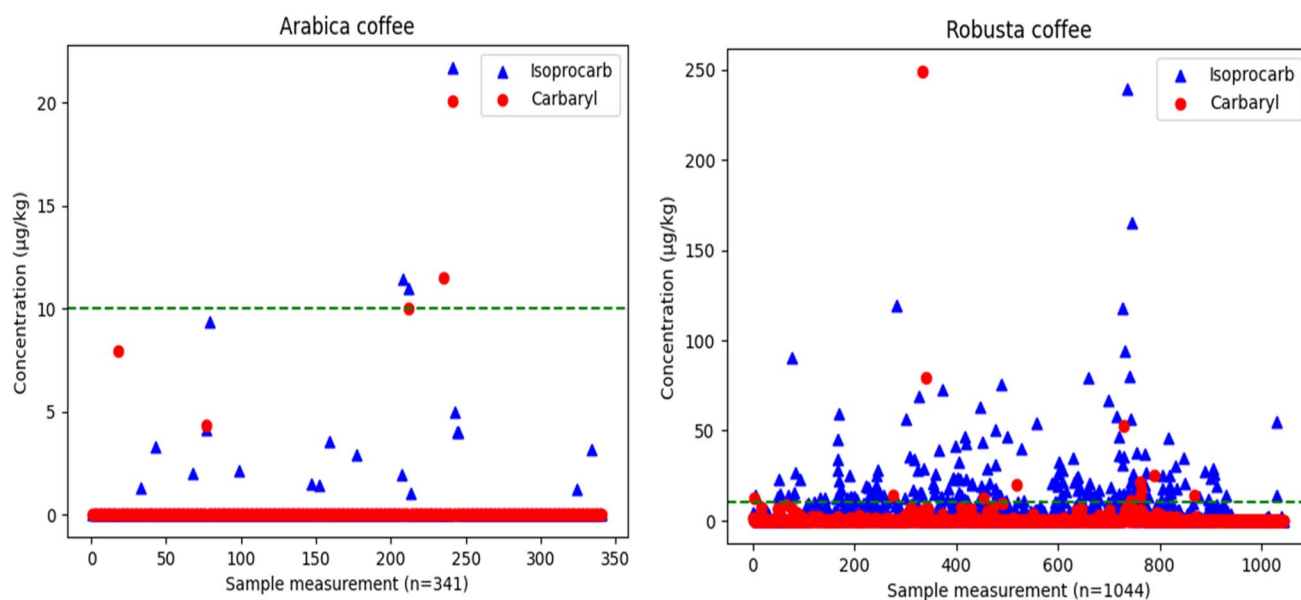 Arabica coffee
Isoprocarb
Carbaryl
20
15
10
5
0
Concentration (µg/kg)
0 50 100 150 200 250 300 350
Sample measurement (n=341)
Robusta coffee
Isoprocarb
Carbaryl
250
200
150
100
50
0
Concentration (µg/kg)
0 200 400 600 800 1000
Sample measurement (n=1044)